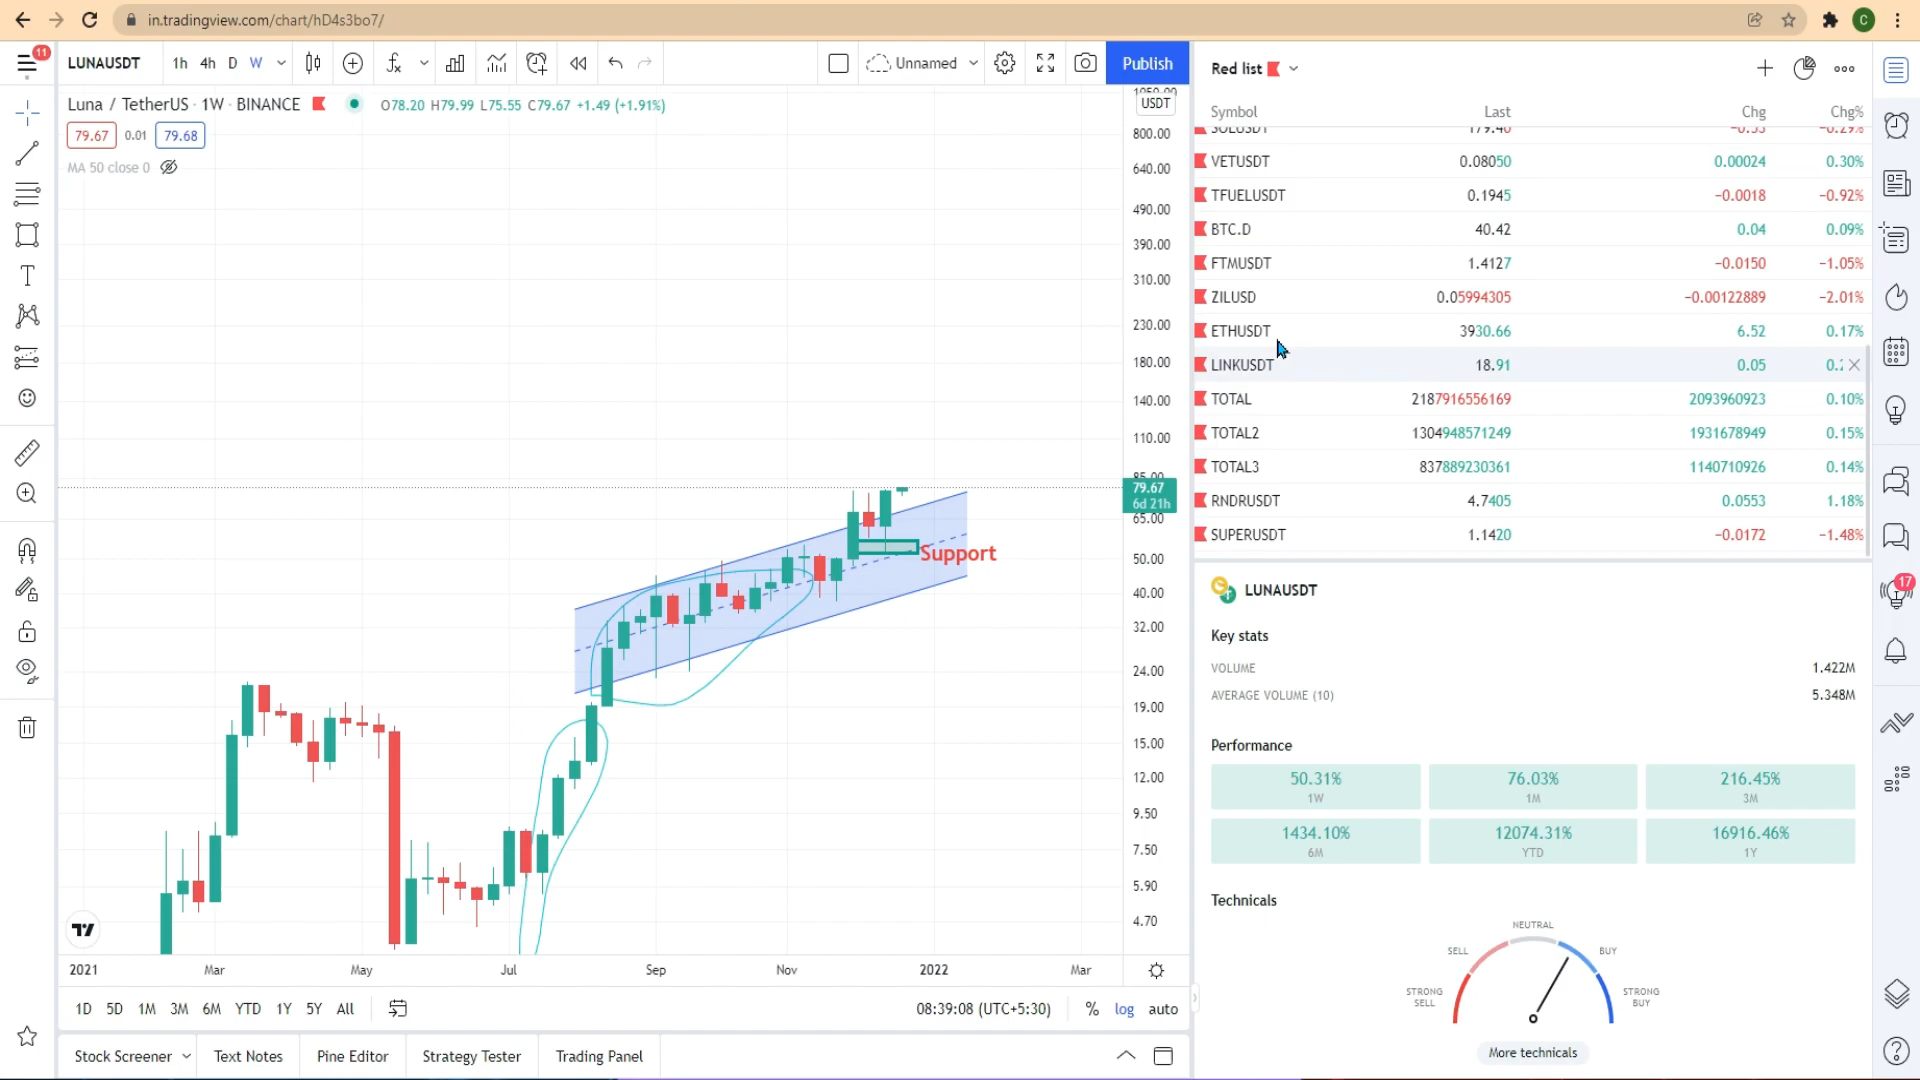 in.tradingview.com/chart/hD4s3bo7/
C
11
LUNAUSDT 1h 4h D W
Unnamed
Publish
Luna / TetherUS · 1W · BINANCE O78.20 H79.99 L75.55 C79.67 +1.49 (+1.91%)
79.67 0.01 79.68
MA 50 close 0
USDT
800.00
640.00
490.00
390.00
310.00
230.00
180.00
140.00
110.00
85.00
79.67
6d 21h
65.00
50.00
40.00
32.00
24.00
19.00
15.00
12.00
9.50
7.50
5.90
4.70
Support
2021 Mar May Jul Sep Nov 2022 Mar
1D 5D 1M 3M 6M YTD 1Y 5Y All
08:39:08 (UTC+5:30) % log auto
Stock Screener Text Notes Pine Editor Strategy Tester Trading Panel
Red list
Symbol Last Chg Chg%
SOLUSDT 179.40 −0.53 −0.29%
VETUSDT 0.08050 0.00024 0.30%
TFUELUSDT 0.1945 −0.0018 −0.92%
BTC.D 40.42 0.04 0.09%
FTMUSDT 1.4127 −0.0150 −1.05%
ZILUSD 0.05994305 −0.00122889 −2.01%
ETHUSDT 3930.66 6.52 0.17%
LINKUSDT 18.91 0.05
TOTAL 2187916556169 2093960923 0.10%
TOTAL2 1304948571249 1931678949 0.15%
TOTAL3 837889230361 1140710926 0.14%
RNDRUSDT 4.7405 0.0553 1.18%
SUPERUSDT 1.1420 −0.0172 −1.48%
LUNAUSDT
Key stats
VOLUME 1.422M
AVERAGE VOLUME (10) 5.348M
Performance
50.31% 76.03% 216.45%
1W 1M 3M
1434.10% 12074.31% 16916.46%
6M YTD 1Y
Technicals
NEUTRAL
SELL BUY
STRONG SELL
STRONG BUY
More technicals
17